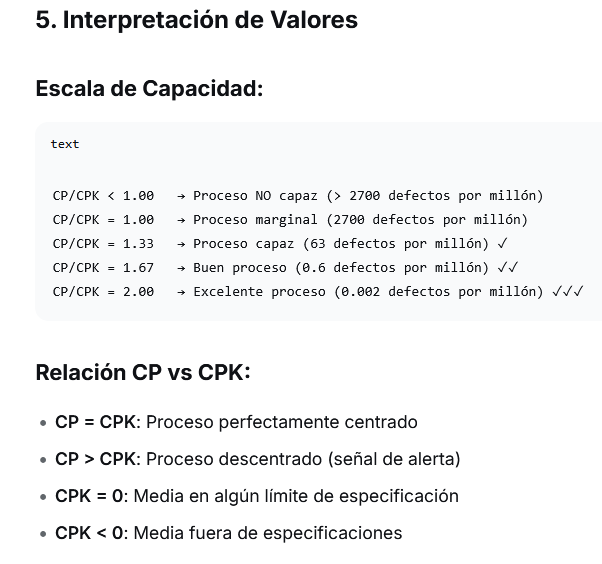 5. Interpretación de Valores
Escala de Capacidad:
text
CP/CPK < 1.00   → Proceso NO capaz (> 2700 defectos por millón)
CP/CPK = 1.00   → Proceso marginal (2700 defectos por millón)
CP/CPK = 1.33   → Proceso capaz (63 defectos por millón) ✓
CP/CPK = 1.67   → Buen proceso (0.6 defectos por millón) ✓✓
CP/CPK = 2.00   → Excelente proceso (0.002 defectos por millón) ✓✓✓
Relación CP vs CPK:
• CP = CPK: Proceso perfectamente centrado
• CP > CPK: Proceso descentrado (señal de alerta)
• CPK = 0: Media en algún límite de especificación
• CPK < 0: Media fuera de especificaciones